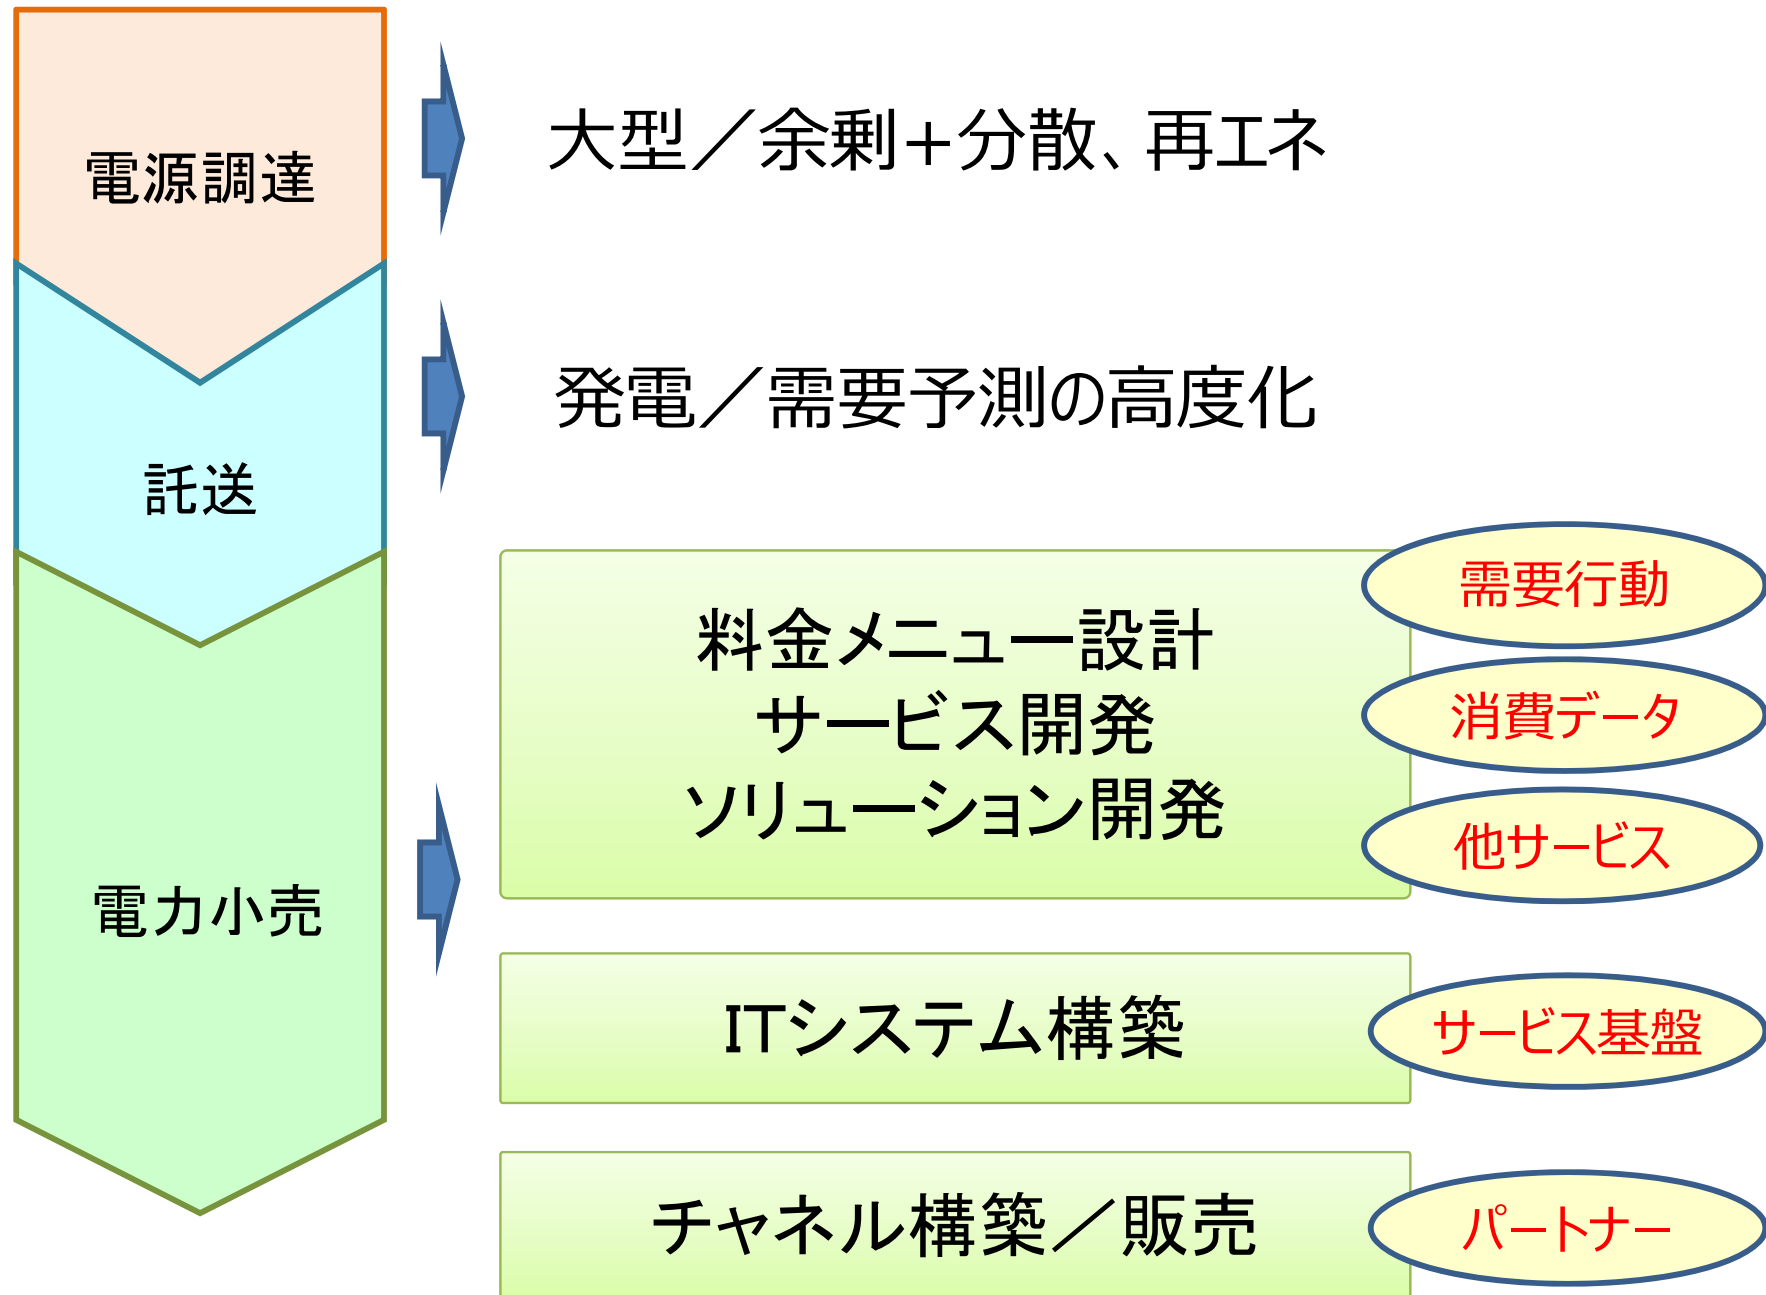 電源調達
大型／余剰+分散、再エネ
託送
発電／需要予測の高度化
電力小売
料金メニュー設計
サービス開発
ソリューション開発
需要行動
消費データ
他サービス
ITシステム構築
サービス基盤
チャネル構築／販売
パートナー